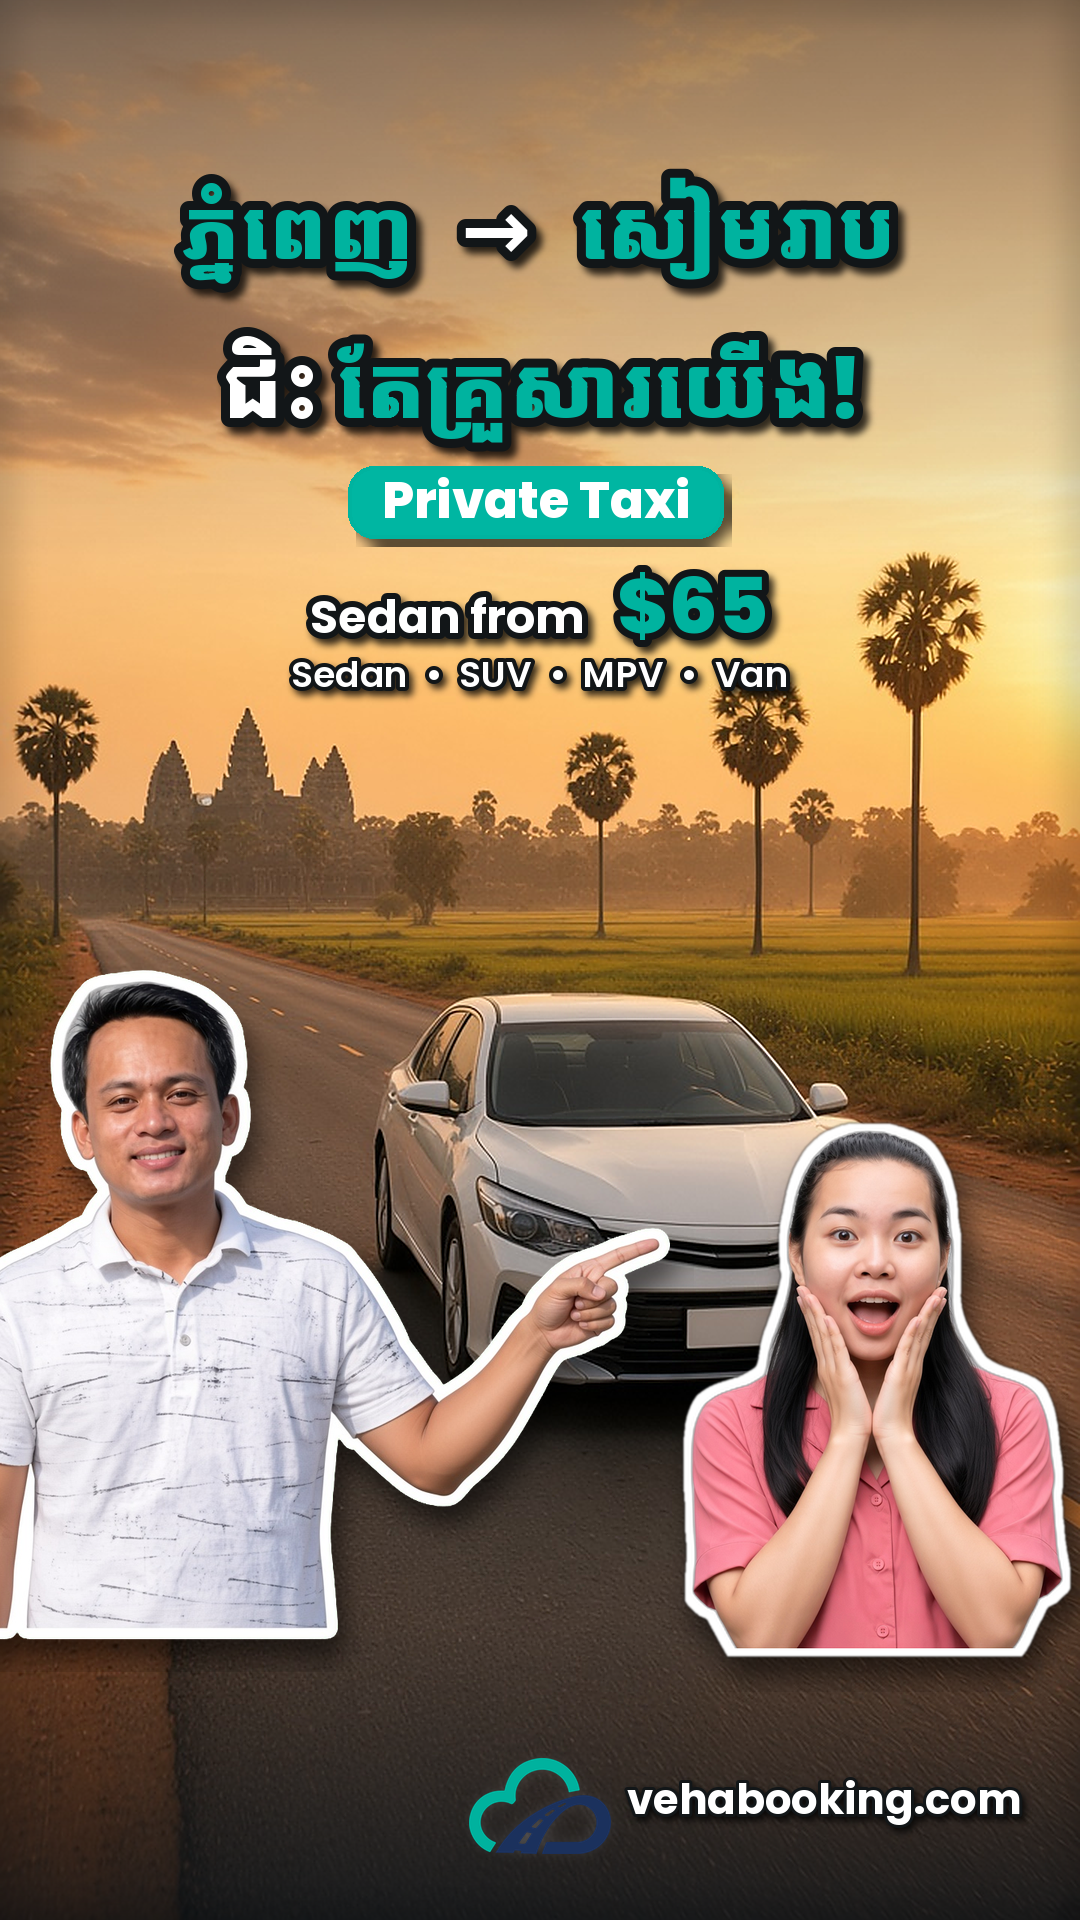 ភ្នំពេញ → សៀមរាប
ជិះ តែគ្រួសារយើង!
Private Taxi
Sedan from $65
Sedan • SUV • MPV • Van
vehabooking.com